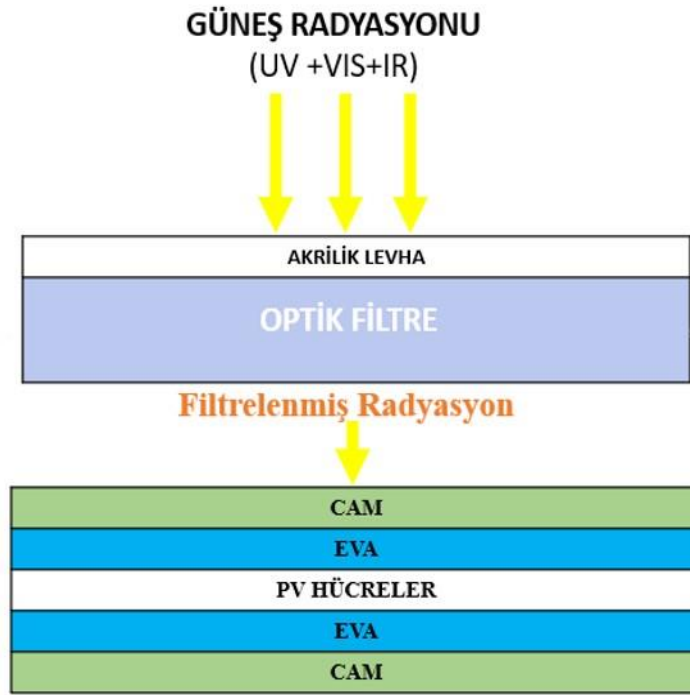 GÜNEŞ RADYASYONU
(UV +VIS+IR)
AKRİLİK LEVHA
OPTİK FİLTRE
Filtrelenmiş Radyasyon
CAM
EVA
PV HÜCRELER
EVA
CAM